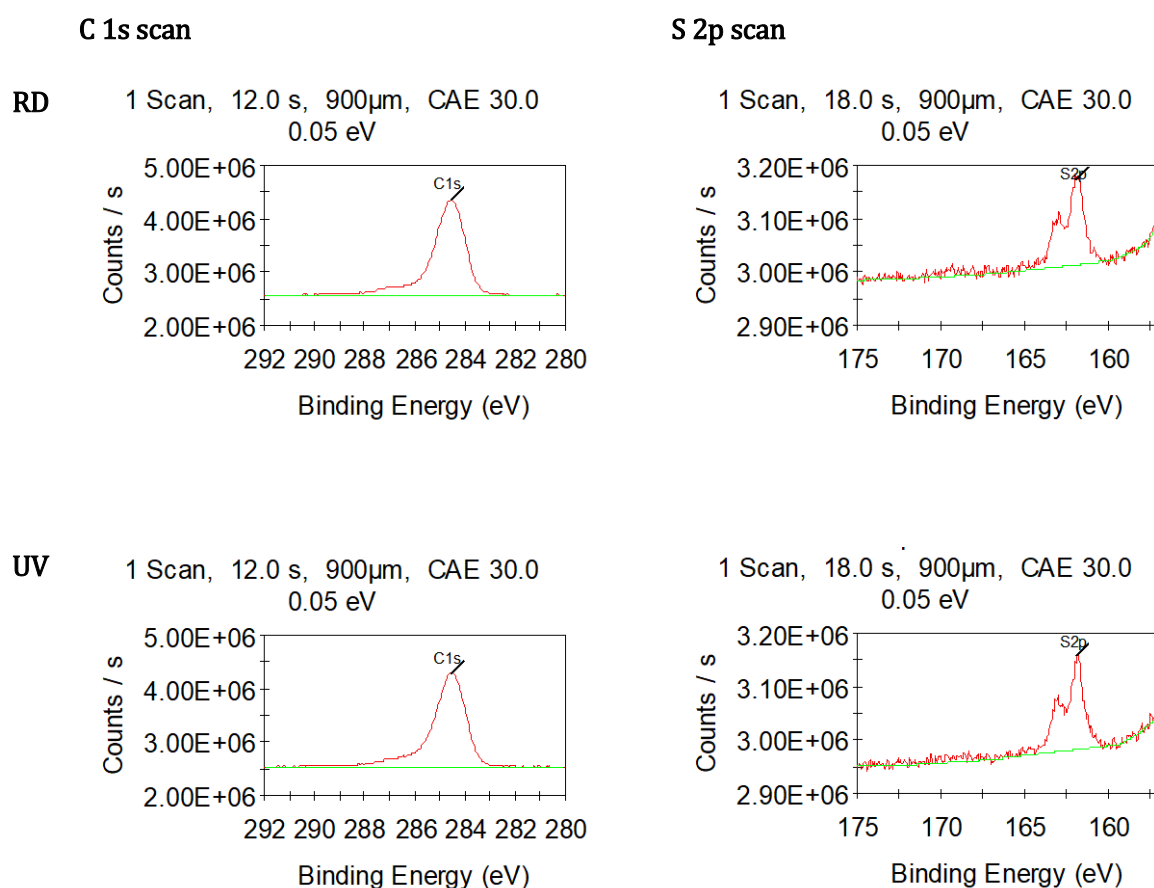 C 1s scan
S 2p scan
RD
1 Scan, 12.0 s, 900µm, CAE 30.0
0.05 eV
5.00E+06
4.00E+06
3.00E+06
2.00E+06
Counts / s
C1s
292 290 288 286 284 282 280
Binding Energy (eV)
1 Scan, 18.0 s, 900µm, CAE 30.0
0.05 eV
3.20E+06
3.10E+06
3.00E+06
2.90E+06
Counts / s
S2p
175 170 165 160
Binding Energy (eV)
UV
1 Scan, 12.0 s, 900µm, CAE 30.0
0.05 eV
5.00E+06
4.00E+06
3.00E+06
2.00E+06
Counts / s
C1s
292 290 288 286 284 282 280
Binding Energy (eV)
1 Scan, 18.0 s, 900µm, CAE 30.0
0.05 eV
3.20E+06
3.10E+06
3.00E+06
2.90E+06
Counts / s
S2p
175 170 165 160
Binding Energy (eV)